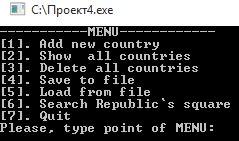 C:\Проект4.exe
-------------MENU--------------
[1]. Add new country
[2]. Show  all countries
[3]. Delete all countries
[4]. Save to file
[5]. Load from file
[6]. Search Republic`s square
[7]. Quit
Please, type point of MENU: